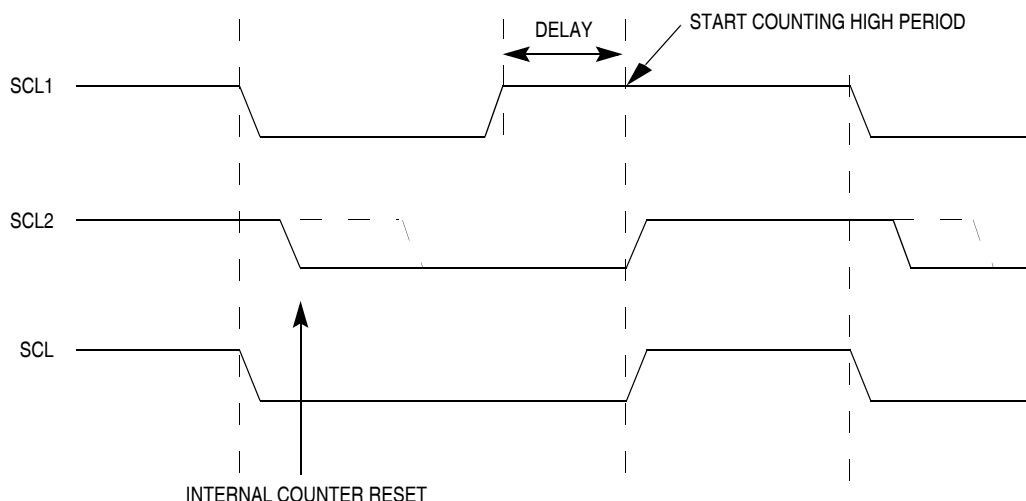 DELAY
START COUNTING HIGH PERIOD
SCL1
SCL2
SCL
INTERNAL COUNTER RESET